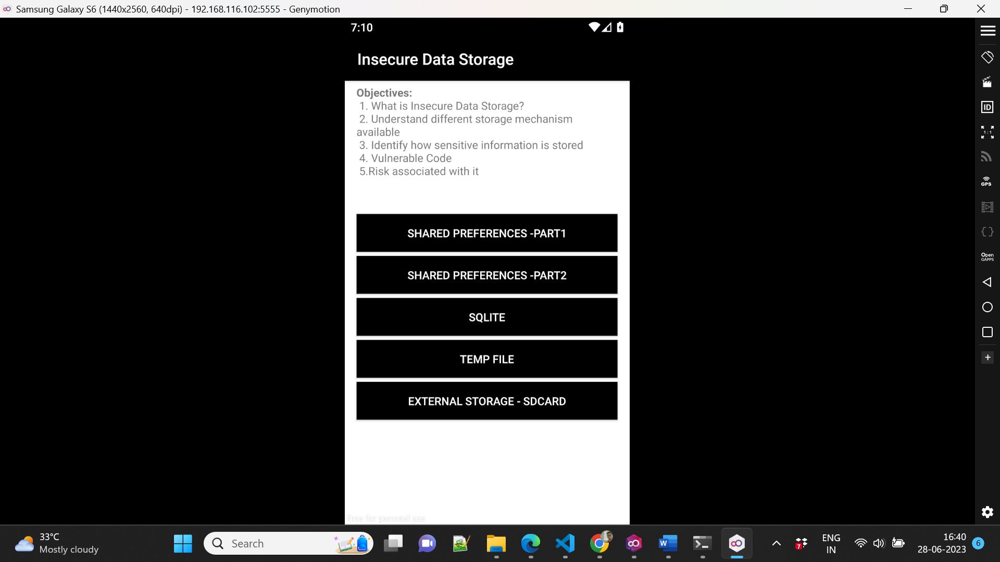 Samsung Galaxy S6 (1440x2560, 640dpi) - 192.168.116.102:5555 - Genymotion
7:10
Insecure Data Storage
Objectives:
1. What is Insecure Data Storage?
2. Understand different storage mechanism
available
3. Identify how sensitive information is stored
4. Vulnerable Code
5.Risk associated with it
SHARED PREFERENCES -PART1
SHARED PREFERENCES -PART2
SQLITE
TEMP FILE
EXTERNAL STORAGE - SDCARD
Free for personal use
ID
1:1
GPS
Open
GAPPS
33°C
Mostly cloudy
Search
W
7
ENG
IN
16:40
28-06-2023
6